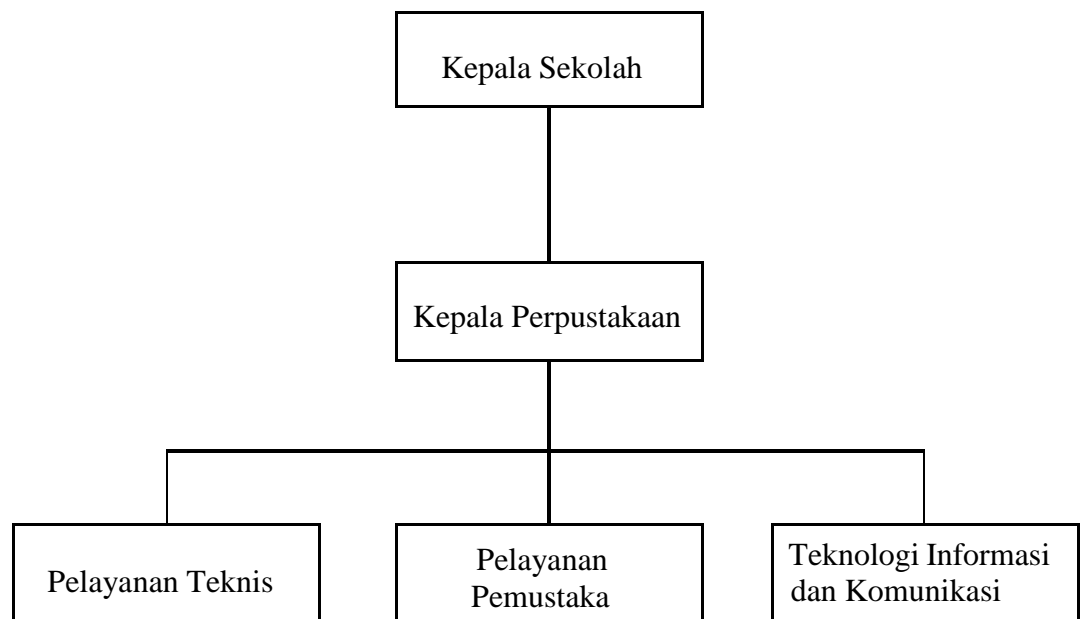 Kepala Sekolah
Kepala Perpustakaan
Pelayanan Teknis
Pelayanan
Pemustaka
Teknologi Informasi
dan Komunikasi